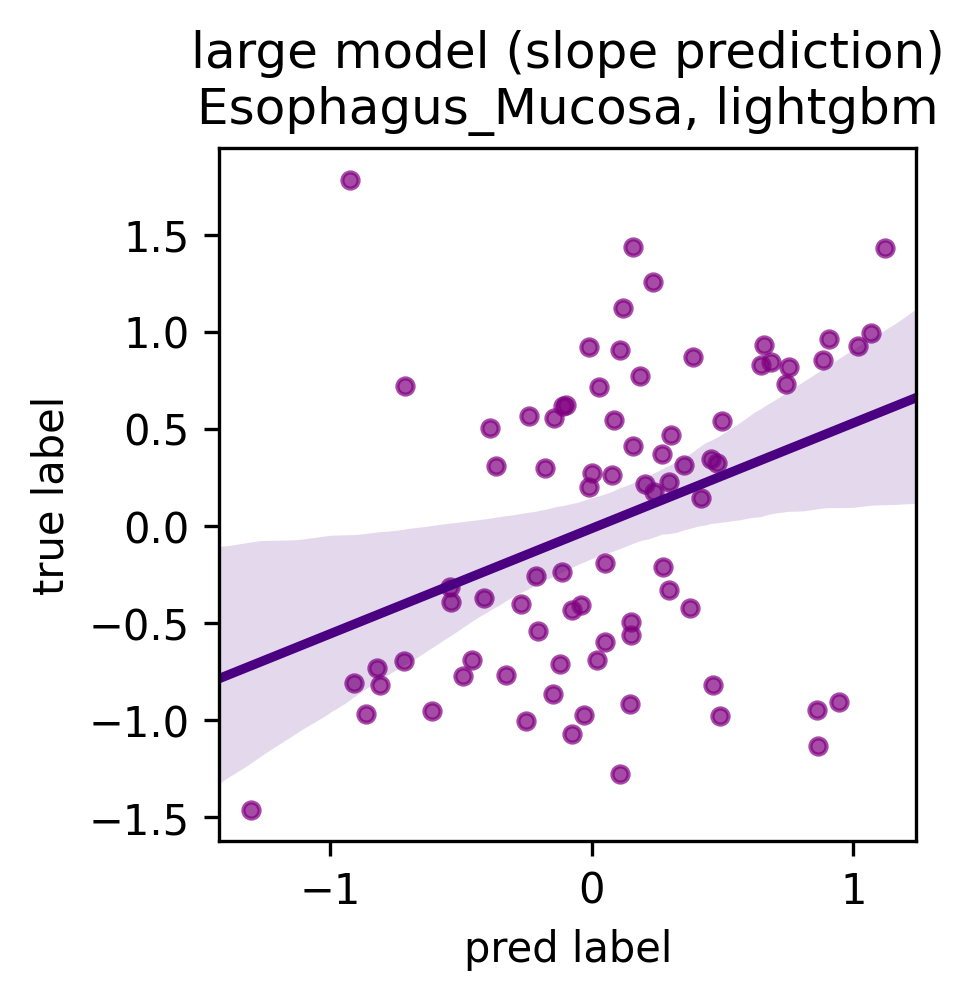 large model (slope prediction)
Esophagus_Mucosa, lightgbm
1.5
1.0
0.5
0.0
−0.5
−1.0
−1.5
true label
−1
0
1
pred label